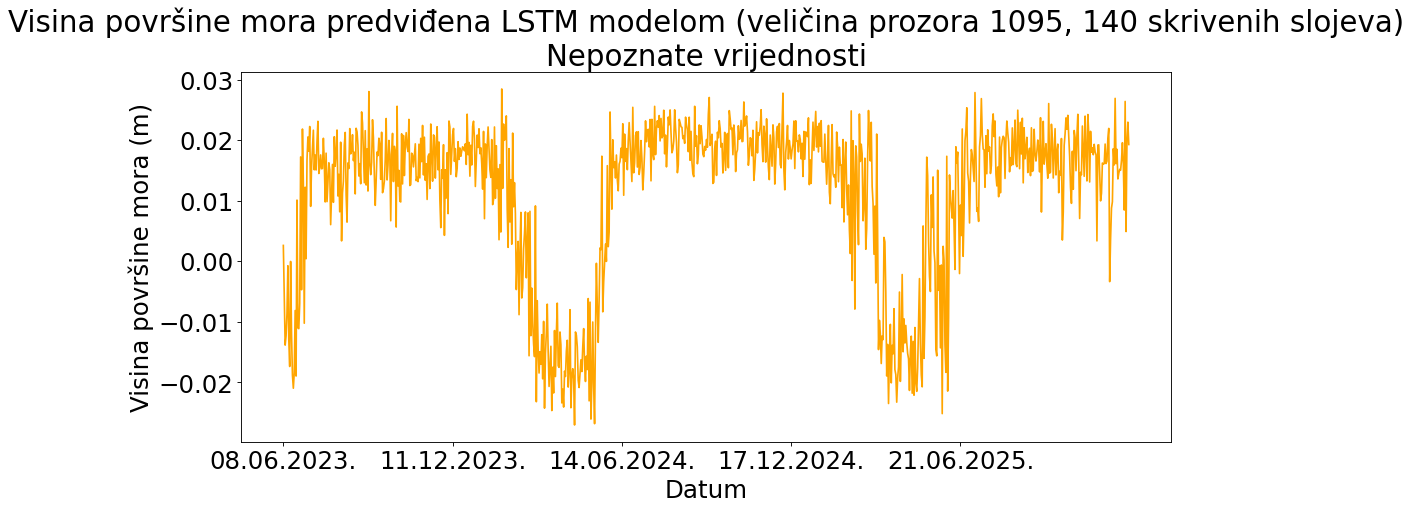 Visina površine mora predviđena LSTM modelom (veličina prozora 1095, 140 skrivenih slojeva)
Nepoznate vrijednosti
Visina površine mora (m)
0.03
0.02
0.01
0.00
−0.01
−0.02
08.06.2023. 11.12.2023. 14.06.2024. 17.12.2024. 21.06.2025.
Datum